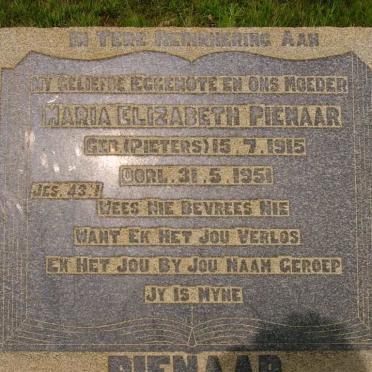 In Tere Herinnering Aan
My Geliefde Eggenote en Ons Moeder
Maria Elizabeth Pienaar
Geb. (Pieters) 15.7.1915
Oorl. 31.5.1951
Jes. 43:1
Wees Nie Bevrees Nie
Want Ek Het Jou Verlos
Ek Het Jou By Jou Naam Geroep
Jy Is Myne
Pienaar